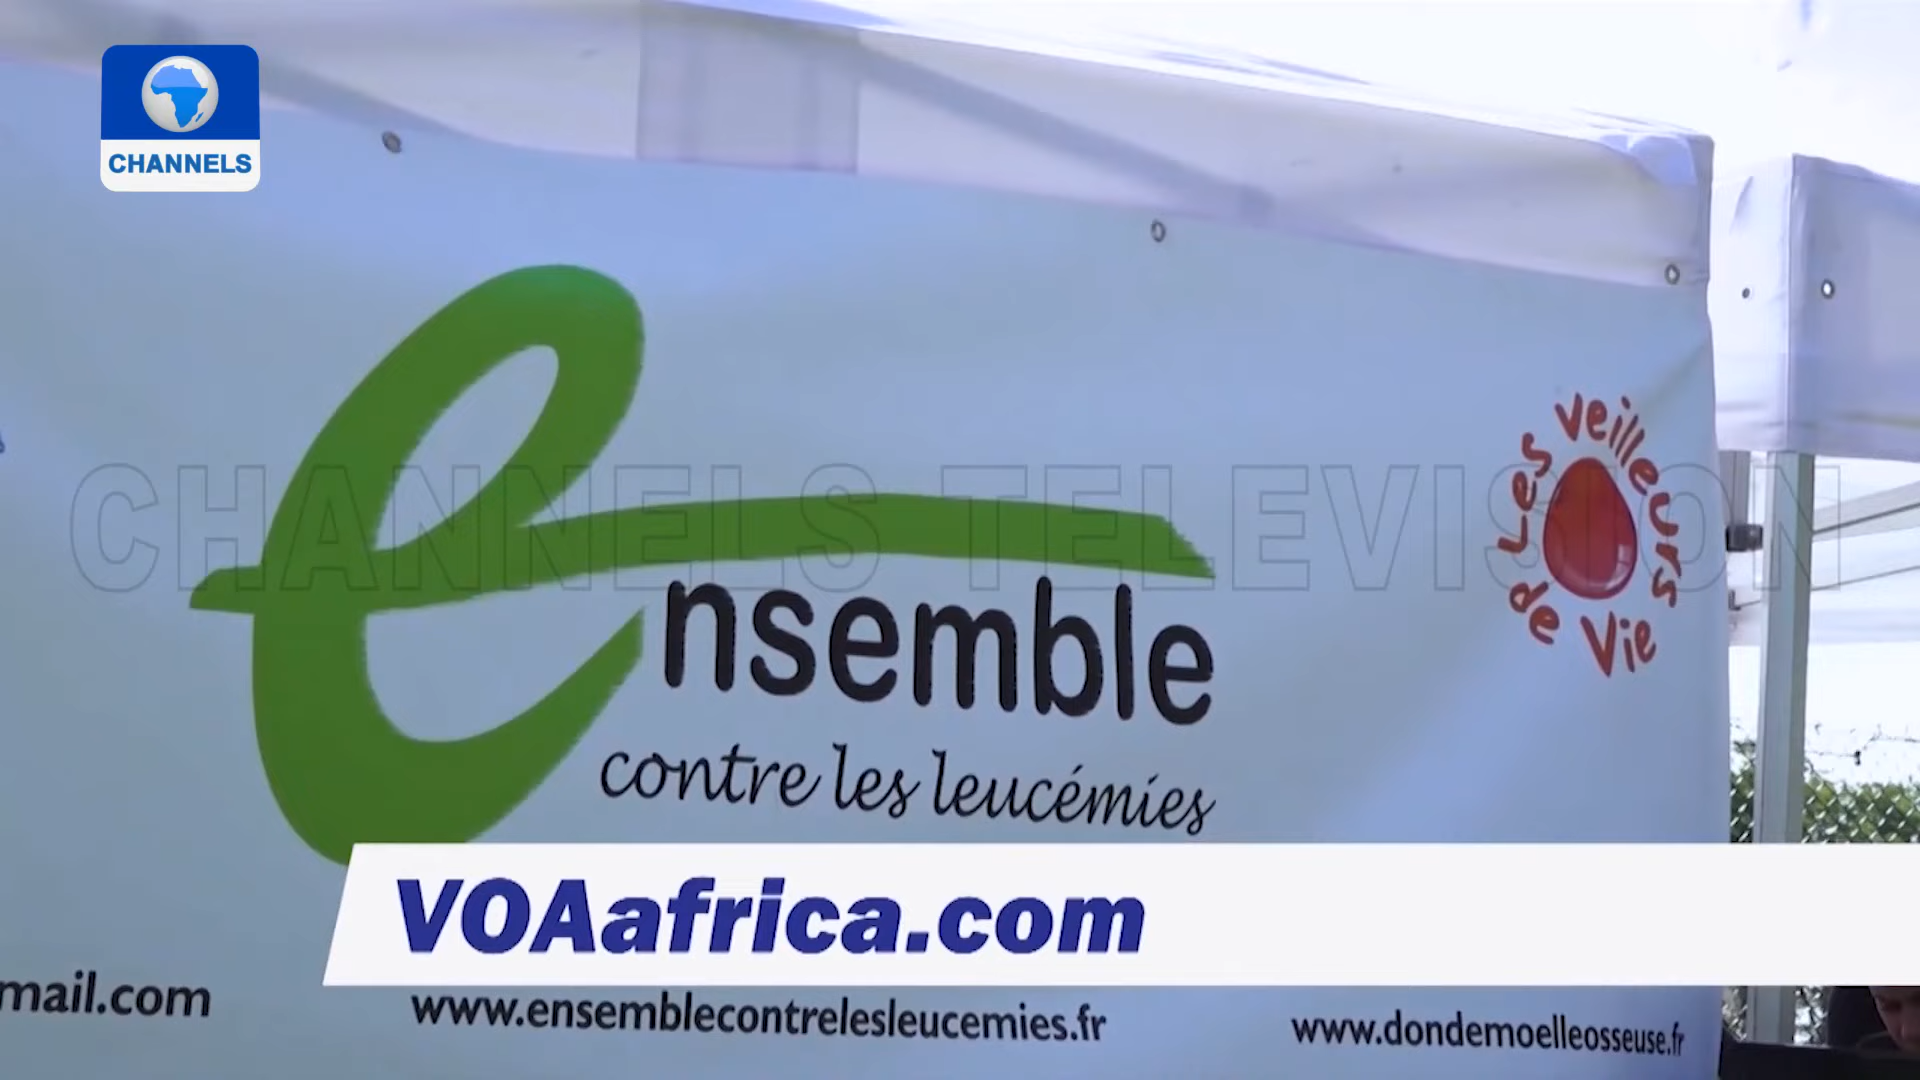 CHANNELS
CHANNELS TELEVISION
ensemble
contre les leucémies
Les Veilleurs
de Vie
VOAafrica.com
mail.com
www.ensemblecontrelesleucemies.fr
www.dondemoelleosseuse.fr